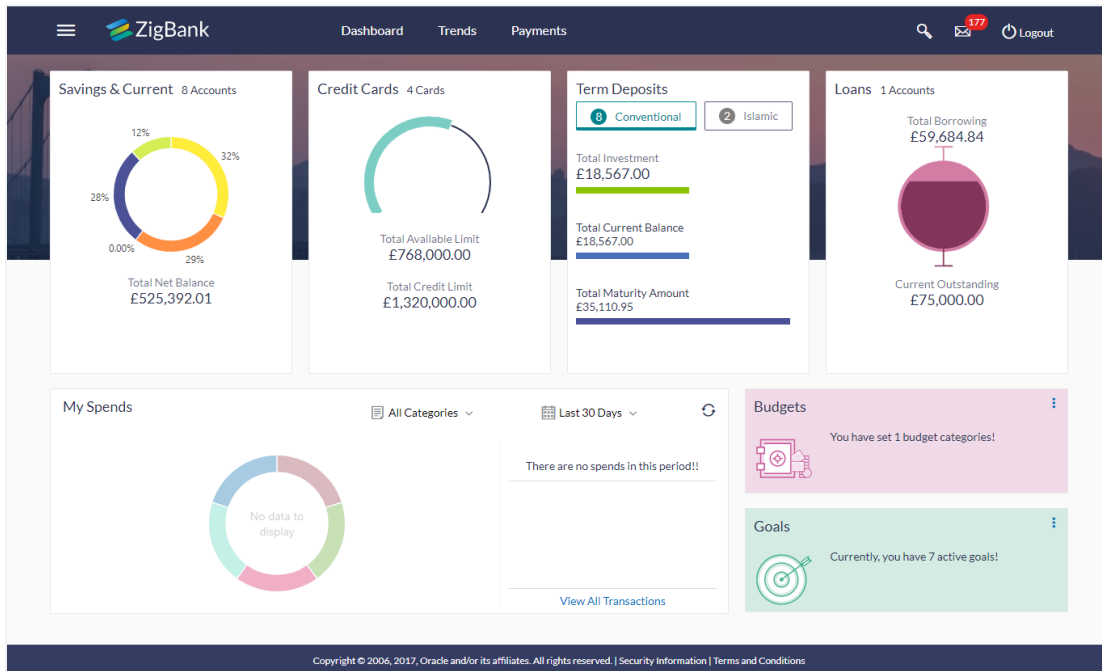 ZigBank
Dashboard Trends Payments
177
Logout
Savings & Current 8 Accounts
12%
32%
28%
0.00%
29%
Total Net Balance
£525,392.01
Credit Cards 4 Cards
Total Available Limit
£768,000.00
Total Credit Limit
£1,320,000.00
Term Deposits
8 Conventional 2 Islamic
Total Investment
£18,567.00
Total Current Balance
£18,567.00
Total Maturity Amount
£35,110.95
Loans 1 Accounts
Total Borrowing
£59,684.84
Current Outstanding
£75,000.00
My Spends
All Categories
Last 30 Days
No data to
display
There are no spends in this period!!
View All Transactions
Budgets
You have set 1 budget categories!
Goals
Currently, you have 7 active goals!
Copyright © 2006, 2017, Oracle and/or its affiliates. All rights reserved. | Security Information | Terms and Conditions